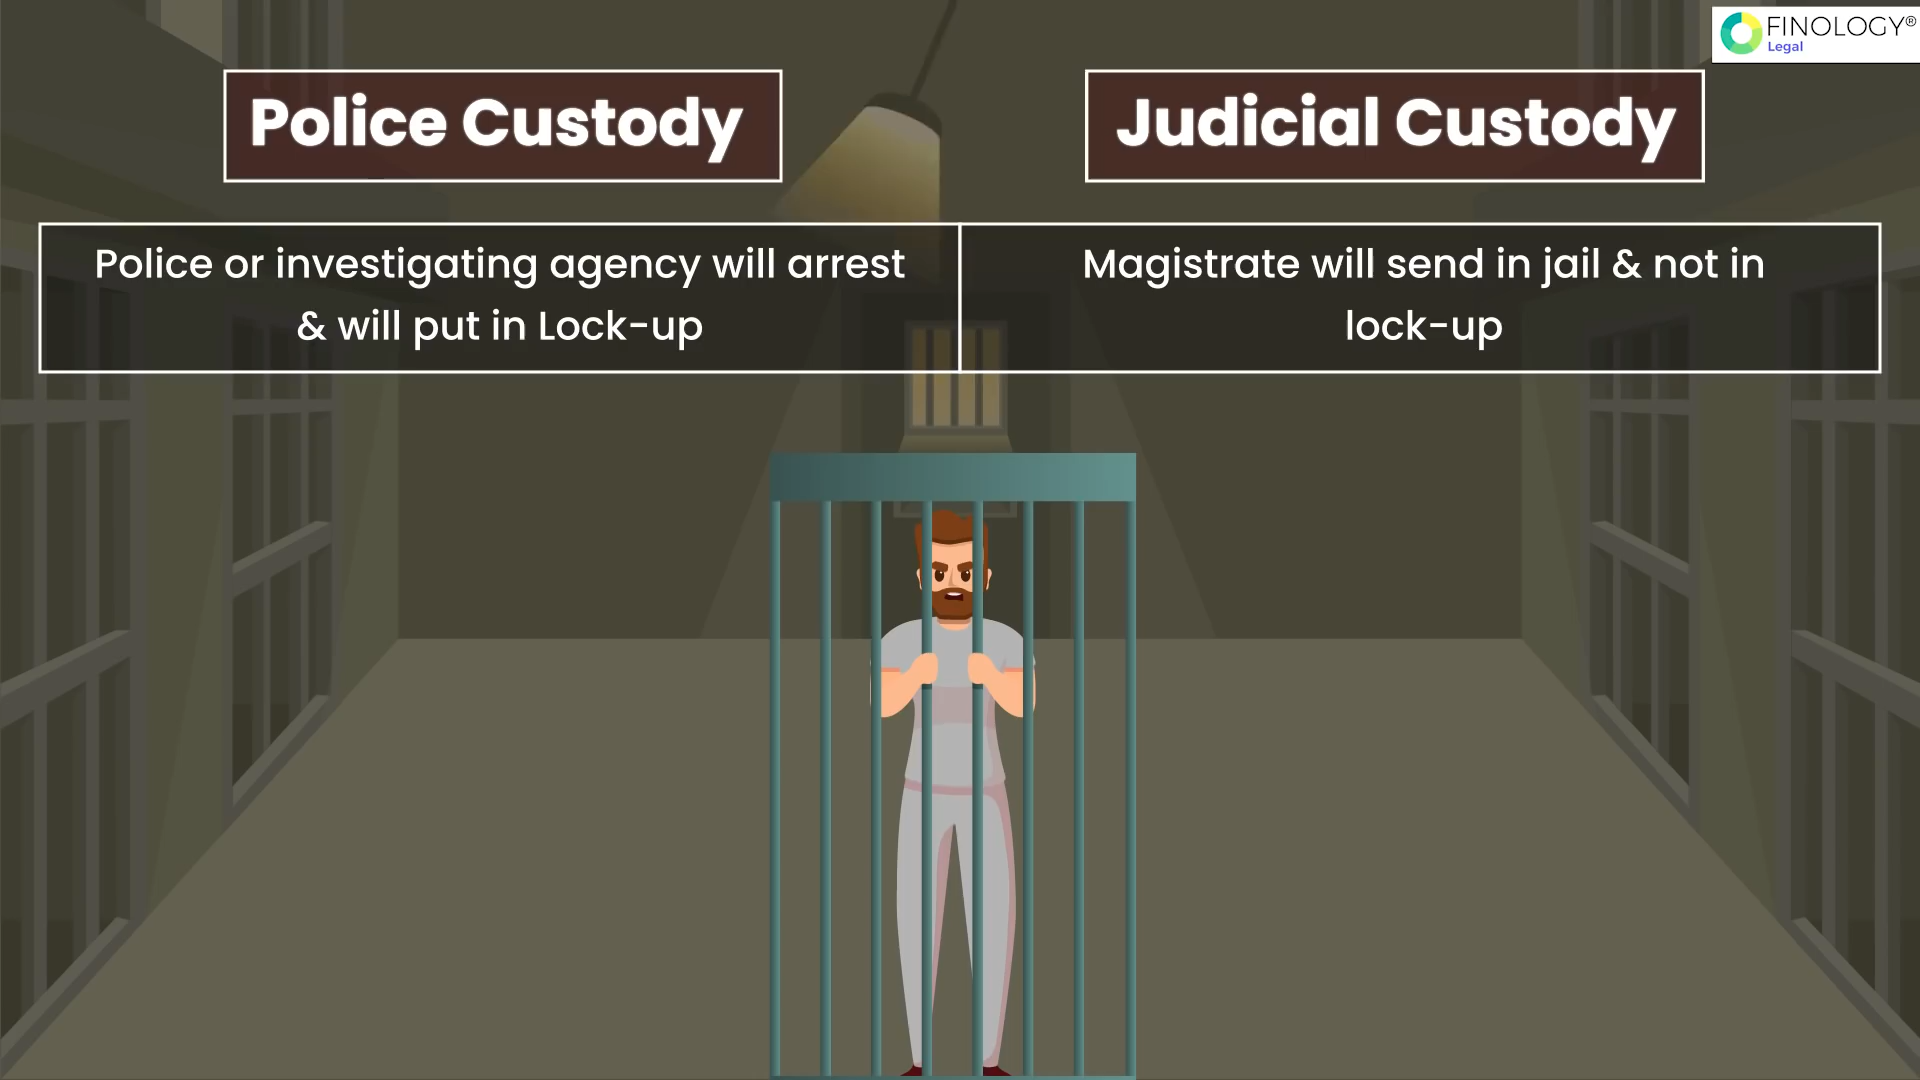 FINOLOGY®
Legal
Police Custody
Judicial Custody
Police or investigating agency will arrest
& will put in Lock-up
Magistrate will send in jail & not in
lock-up